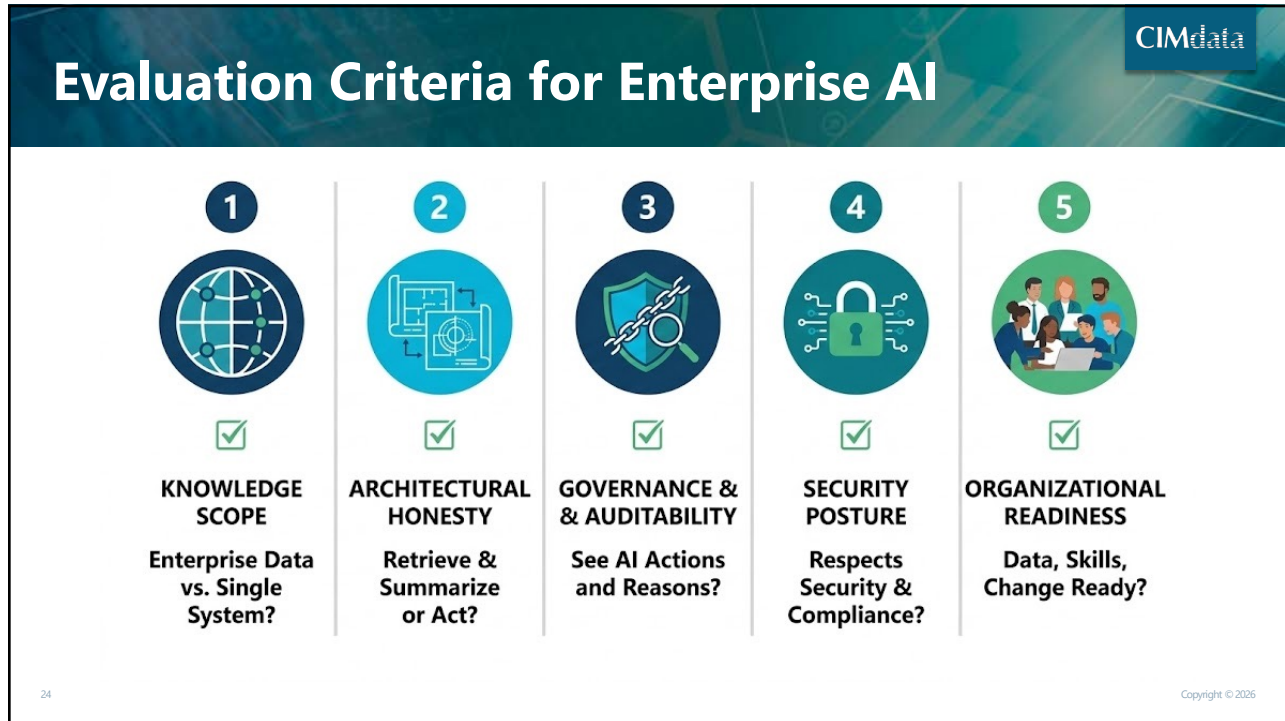 CIMdata
Evaluation Criteria for Enterprise AI
1
2
3
4
5
KNOWLEDGE
SCOPE
Enterprise Data
vs. Single
System?
ARCHITECTURAL
HONESTY
Retrieve &
Summarize
or Act?
GOVERNANCE &
& AUDITABILITY
See AI Actions
and Reasons?
SECURITY
POSTURE
Respects
Security &
Compliance?
ORGANIZATIONAL
READINESS
Data, Skills,
Change Ready?
24
Copyright © 2026